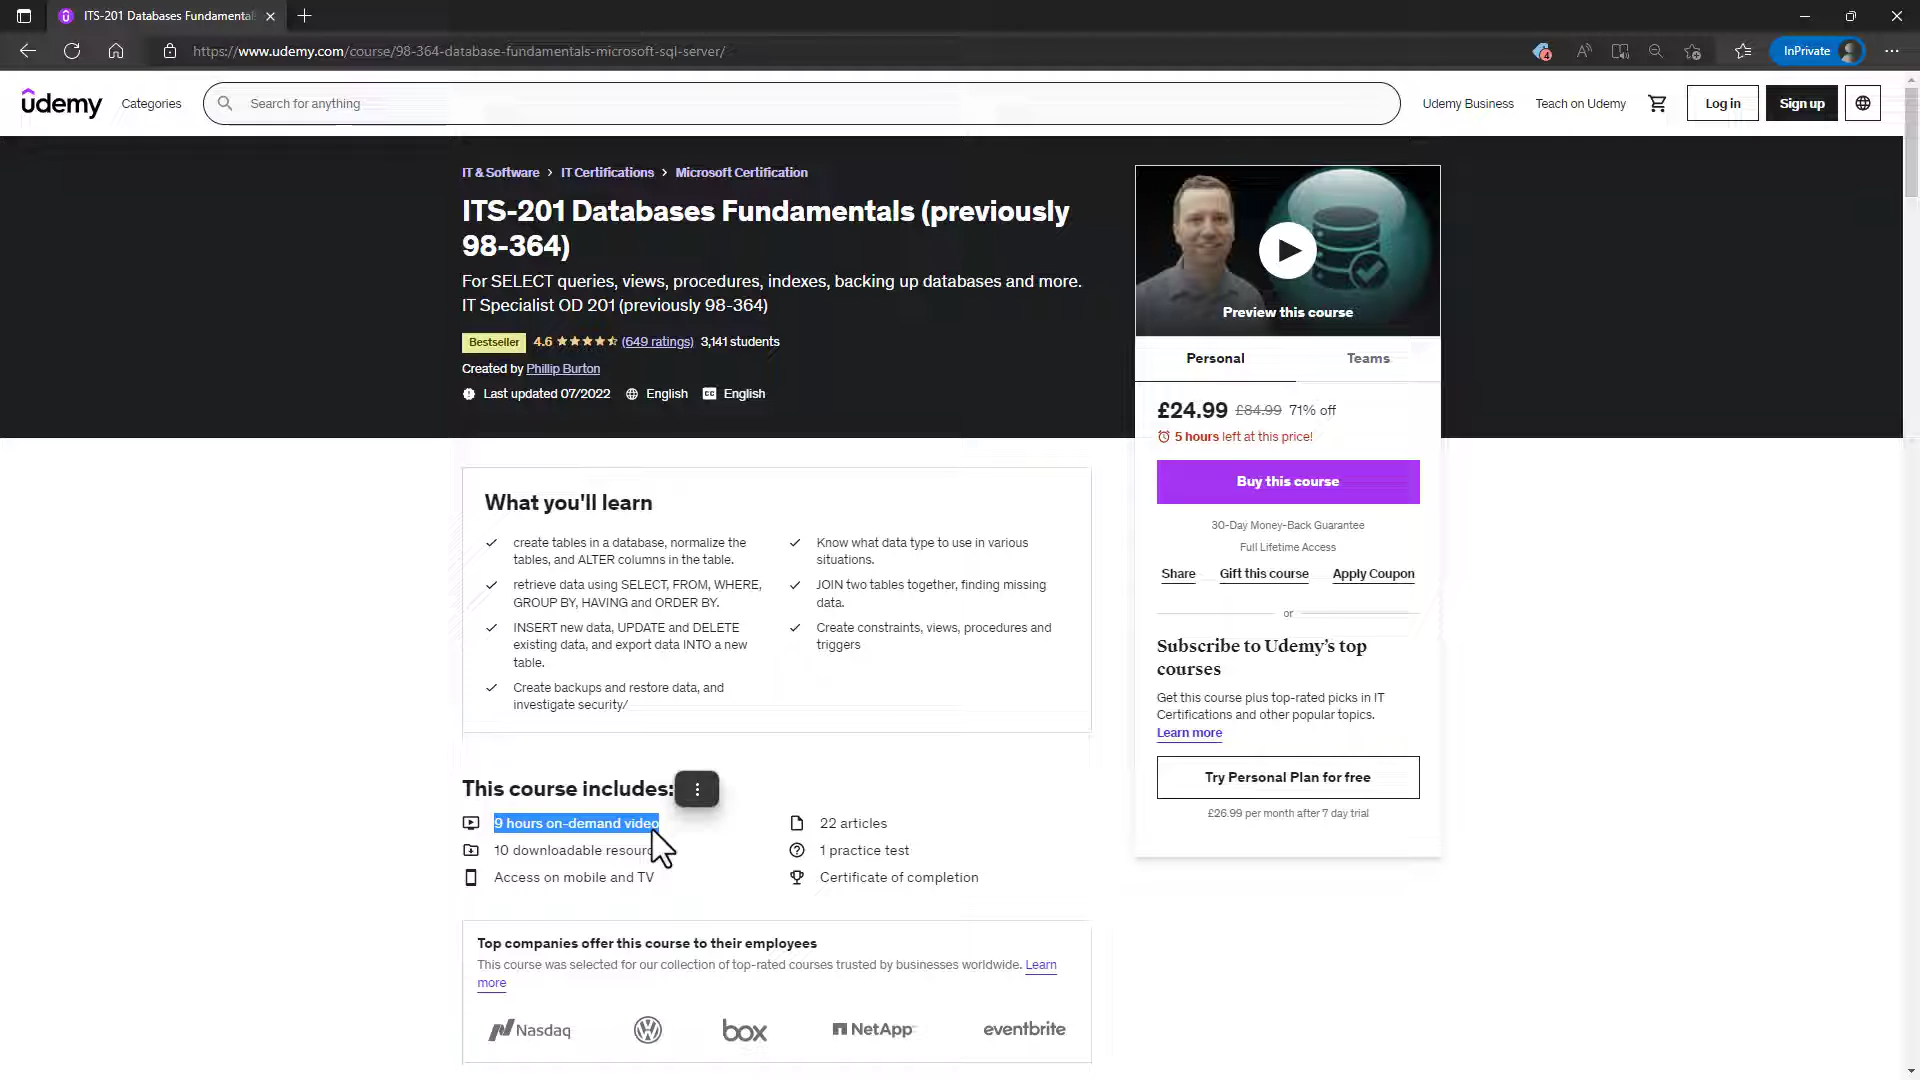 ITS-201 Databases Fundamental
https://www.udemy.com/course/98-364-database-fundamentals-microsoft-sql-server/
4
InPrivate
udemy
Categories
Search for anything
Udemy Business
Teach on Udemy
Log in
Sign up
IT & Software > IT Certifications > Microsoft Certification
ITS-201 Databases Fundamentals (previously
98-364)
For SELECT queries, views, procedures, indexes, backing up databases and more.
IT Specialist OD 201 (previously 98-364)
Bestseller 4.6 (649 ratings) 3,141 students
Created by Phillip Burton
Last updated 07/2022 English CC English
Preview this course
Personal
Teams
£24.99 £84.99 71% off
5 hours left at this price!
Buy this course
30-Day Money-Back Guarantee
Full Lifetime Access
Share
Gift this course
Apply Coupon
or
Subscribe to Udemy's top
courses
Get this course plus top-rated picks in IT
Certifications and other popular topics.
Learn more
Try Personal Plan for free
£26.99 per month after 7 day trial
What you'll learn
create tables in a database, normalize the
tables, and ALTER columns in the table.
retrieve data using SELECT, FROM, WHERE,
GROUP BY, HAVING and ORDER BY.
INSERT new data, UPDATE and DELETE
existing data, and export data INTO a new
table.
Create backups and restore data, and
investigate security/
Know what data type to use in various
situations.
JOIN two tables together, finding missing
data.
Create constraints, views, procedures and
triggers
This course includes:
9 hours on-demand video
10 downloadable resourc
Access on mobile and TV
22 articles
1 practice test
Certificate of completion
Top companies offer this course to their employees
This course was selected for our collection of top-rated courses trusted by businesses worldwide. Learn
more
Nasdaq
box
NetApp
eventbrite